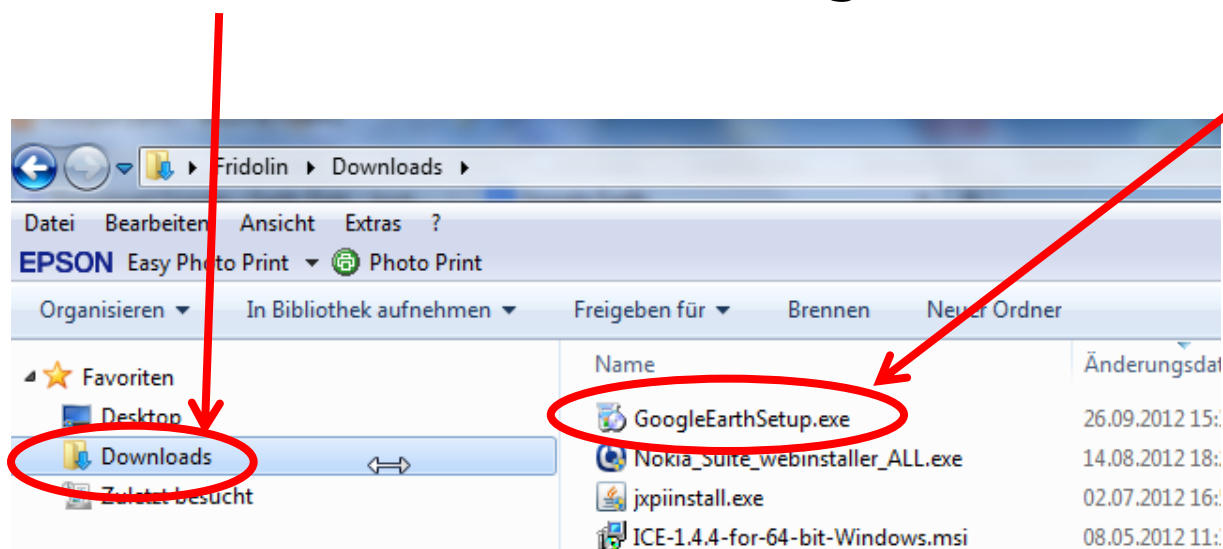 Fridolin Downloads
Datei Bearbeiten Ansicht Extras ?
EPSON Easy Photo Print Photo Print
Organisieren In Bibliothek aufnehmen Freigeben für Brennen Neuer Ordner
Favoriten
Desktop
Downloads
Zuletzt besucht
Name Änderungsdat
GoogleEarthSetup.exe 26.09.2012 15:
Nokia_Suite_webinstaller_ALL.exe 14.08.2012 18:
jxpiinstall.exe 02.07.2012 16:
ICE-1.4.4-for-64-bit-Windows.msi 08.05.2012 11: